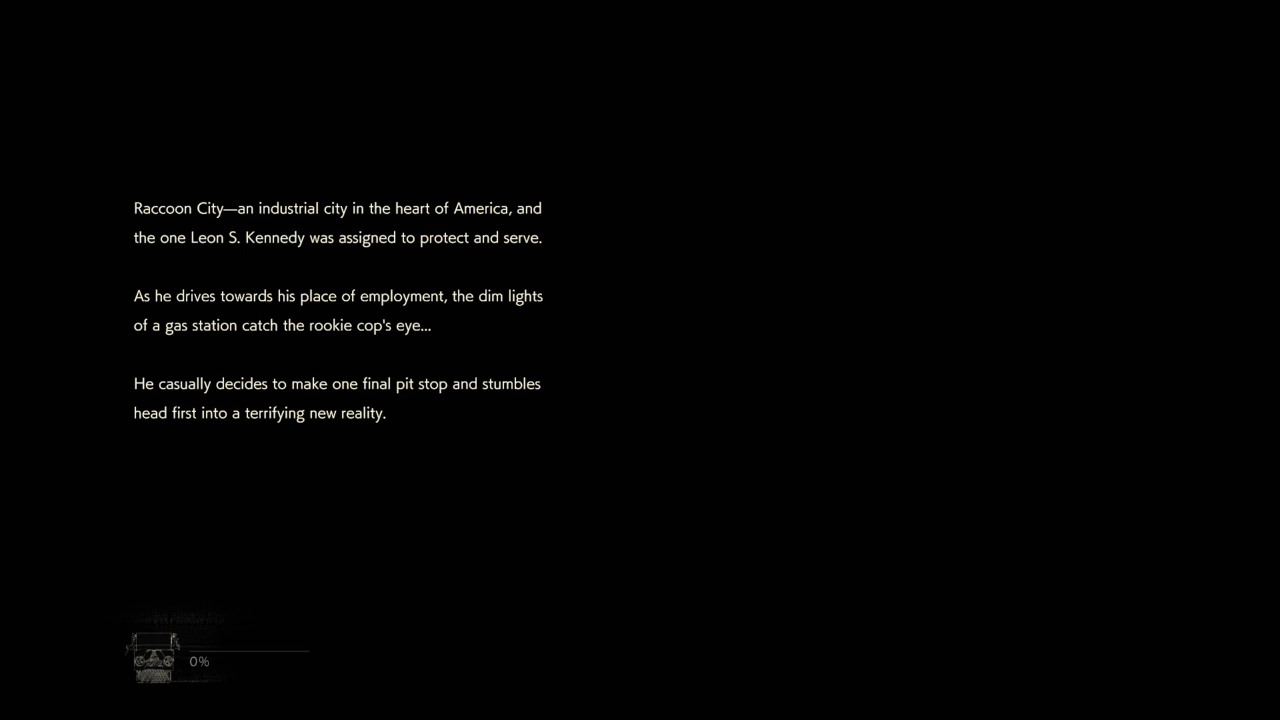 Raccoon City—an industrial city in the heart of America, and
the one Leon S. Kennedy was assigned to protect and serve.
As he drives towards his place of employment, the dim lights
of a gas station catch the rookie cop's eye...
He casually decides to make one final pit stop and stumbles
head first into a terrifying new reality.
0%